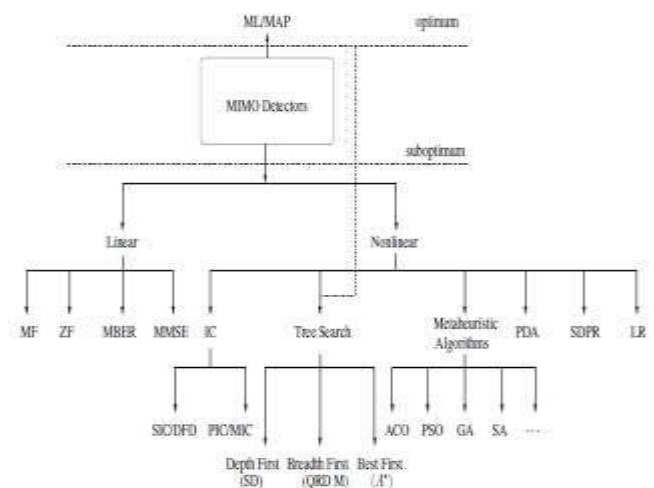 ML/MAP optimum
MIMO Detectors
suboptimum
Linear Nonlinear
MF ZF MBER MMSE IC Tree Search Metaheuristic Algorithms PDA SDPR LR
SIC/DFD PIC/MIC ACO PSO GA SA ---
Depth First Breadth First Best First
(SD) (QRD M) (A*)